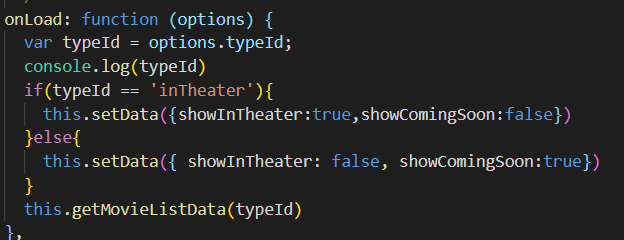 onLoad: function (options) {
  var typeId = options.typeId;
  console.log(typeId)
  if(typeId == 'inTheater'){
    this.setData({showInTheater:true,showComingSoon:false})
  }else{
    this.setData({ showInTheater: false, showComingSoon:true})
  }
  this.getMovieListData(typeId)
},